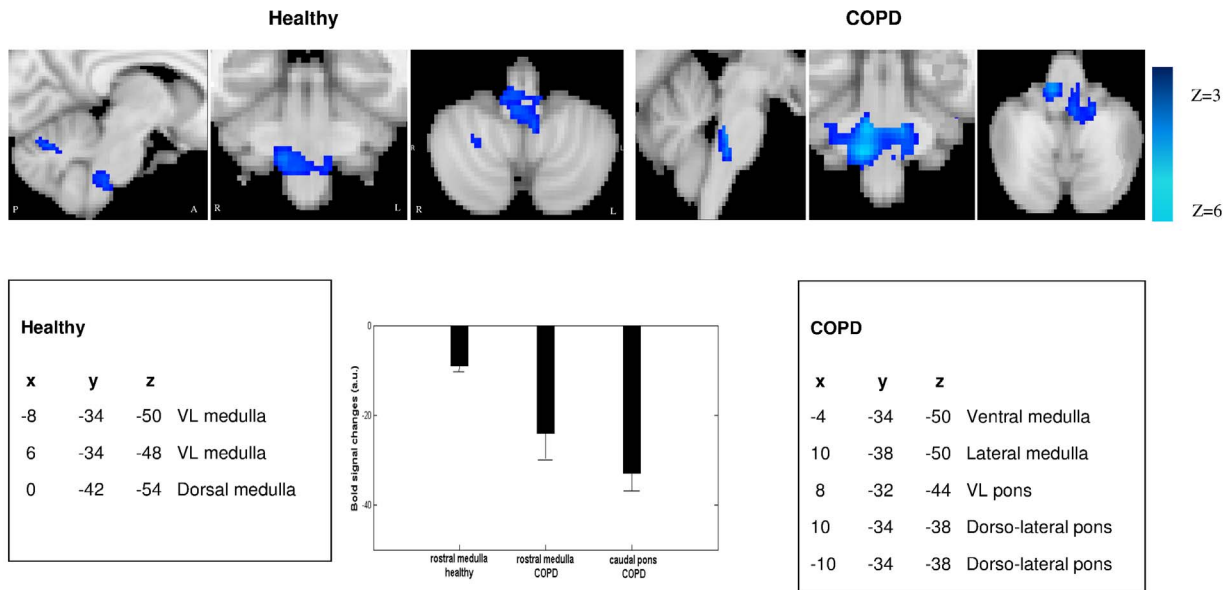 Healthy
COPD
P
A
R
L
R
L
R
L
Z=3
Z=6
Healthy
x y z
-8 -34 -50 VL medulla
6 -34 -48 VL medulla
0 -42 -54 Dorsal medulla
Bold signal changes (a.u.)
0
-20
-40
rostral medulla
healthy
rostral medulla
COPD
caudal pons
COPD
COPD
x y z
-4 -34 -50 Ventral medulla
10 -38 -50 Lateral medulla
8 -32 -44 VL pons
10 -34 -38 Dorso-lateral pons
-10 -34 -38 Dorso-lateral pons